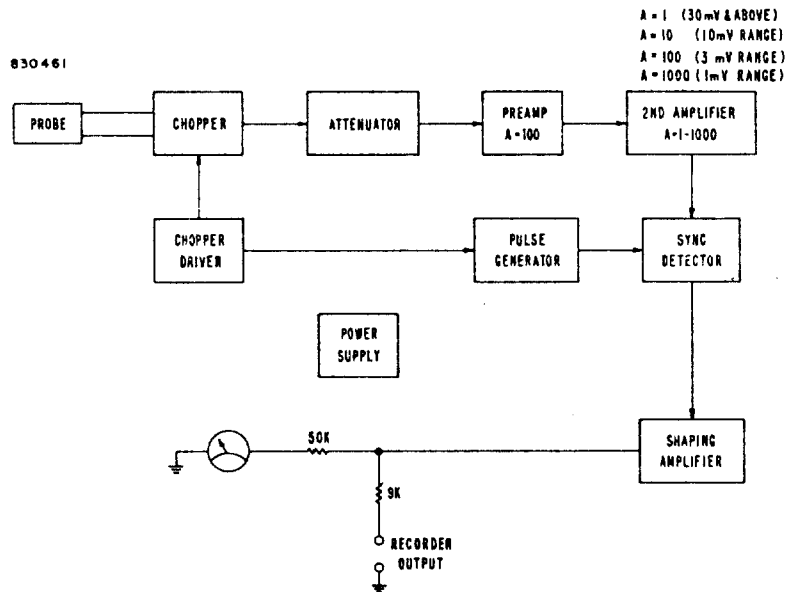 A=1 (30mV & ABOVE)
A=10 (10mV RANGE)
A=100 (3 mV RANGE)
A=1000 (1mV RANGE)
830461
PROBE
CHOPPER
ATTENUATOR
PREAMP
A=100
2ND AMPLIFIER
A=1-1000
CHOPPER
DRIVEN
PULSE
GENERATOR
SYNC
DETECTOR
POWER
SUPPLY
50K
SHAPING
AMPLIFIER
9K
RECORDER
OUTPUT